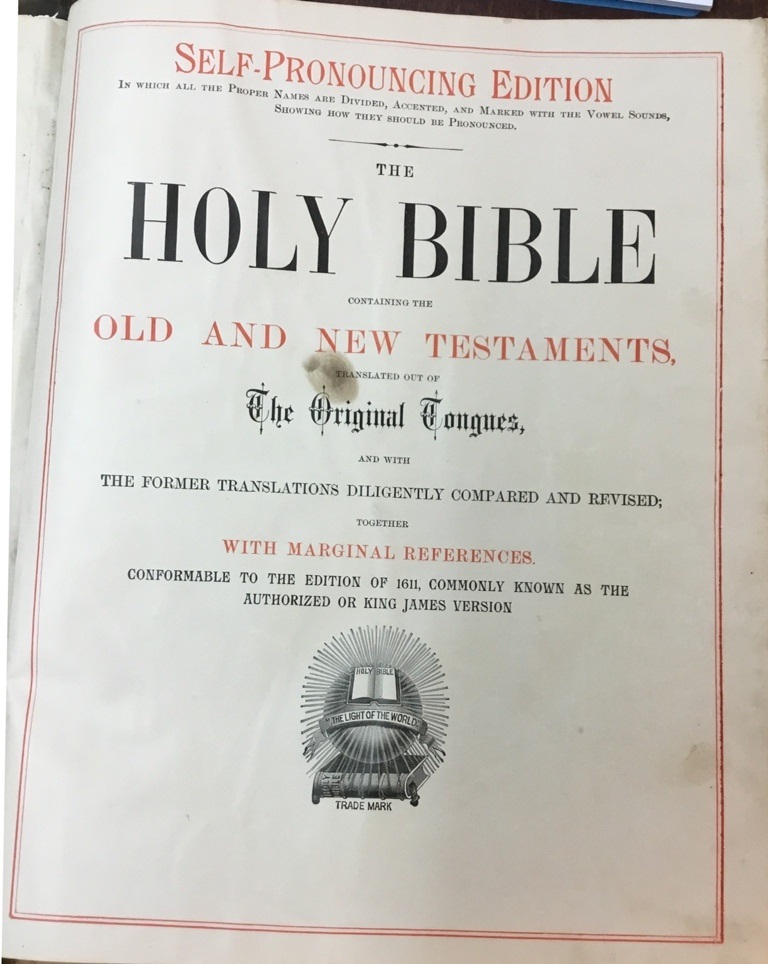 SELF-PRONOUNCING EDITION
IN WHICH ALL THE PROPER NAMES ARE DIVIDED, ACCENTED, AND MARKED WITH THE VOWEL SOUNDS,
SHOWING HOW THEY SHOULD BE PRONOUNCED.
THE
HOLY BIBLE
CONTAINING THE
OLD AND NEW TESTAMENTS,
TRANSLATED OUT OF
The Original Tongues,
AND WITH
THE FORMER TRANSLATIONS DILIGENTLY COMPARED AND REVISED;
TOGETHER
WITH MARGINAL REFERENCES.
CONFORMABLE TO THE EDITION OF 1611, COMMONLY KNOWN AS THE
AUTHORIZED OR KING JAMES VERSION
HOLY BIBLE
"THE LIGHT OF THE WORLD"
HOLY
BIBLE
TRADE MARK